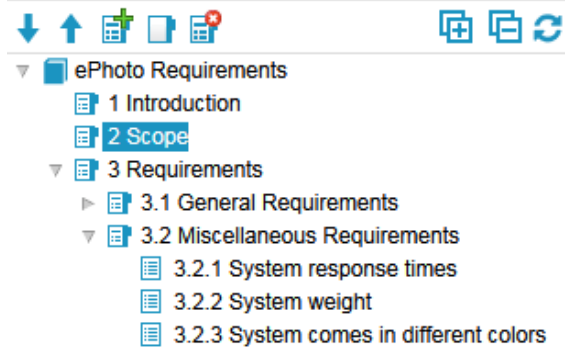 ePhoto Requirements
1 Introduction
2 Scope
3 Requirements
3.1 General Requirements
3.2 Miscellaneous Requirements
3.2.1 System response times
3.2.2 System weight
3.2.3 System comes in different colors